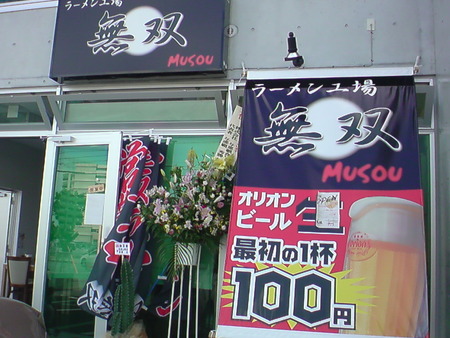 ラーメン工場
無双
MUSOU
ラーメン工場
無双
MUSOU
オリオン
ビール 生
最初の1杯
100円